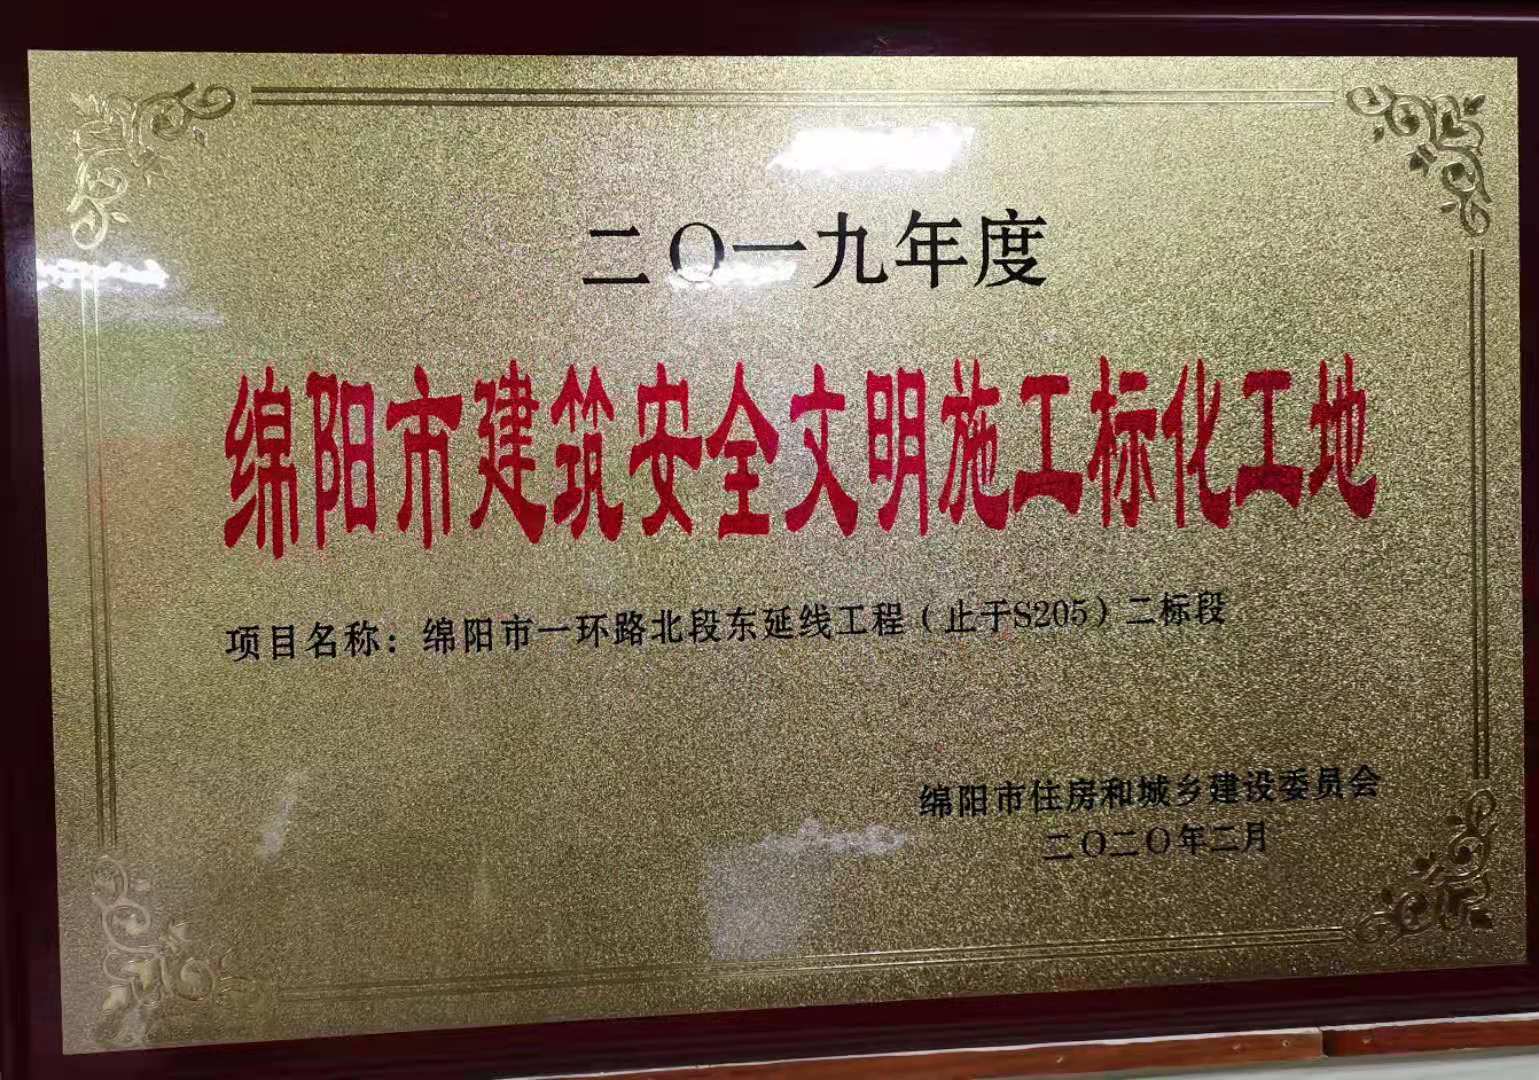 二〇一九年度
绵阳市建筑安全文明施工标化工地
项目名称：绵阳市一环路北段东延线工程（止于S205）二标段
绵阳市住房和城乡建设委员会
二〇二〇年二月